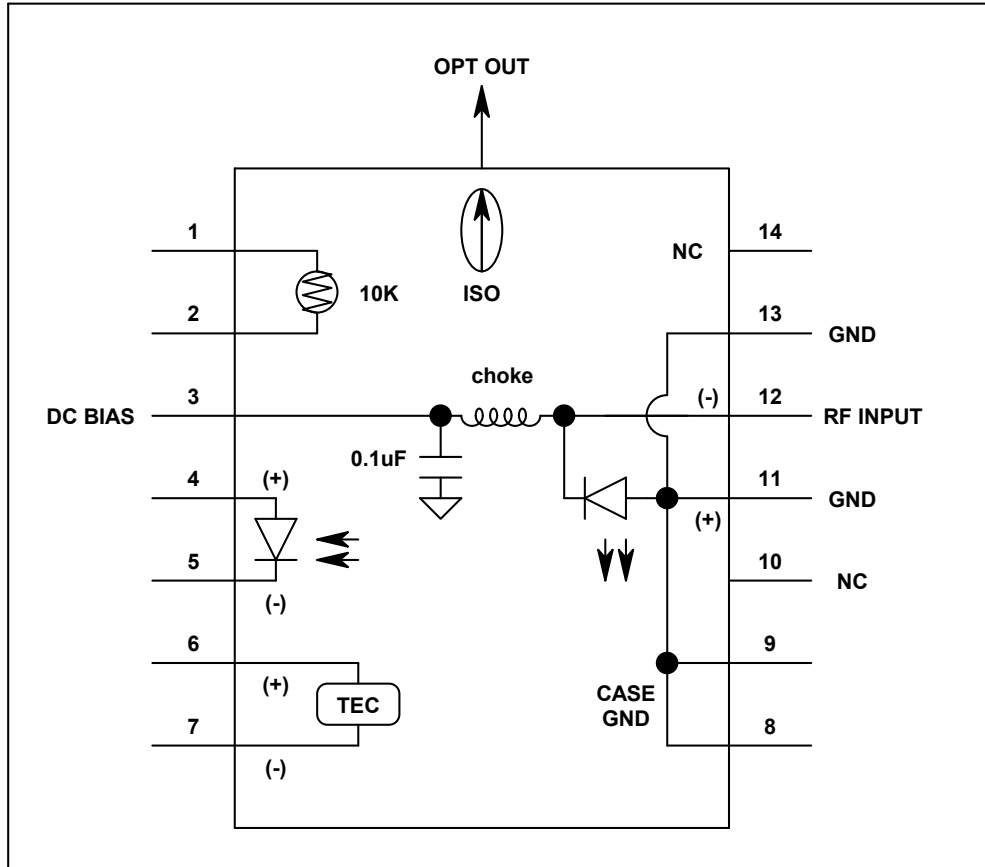 OPT OUT
1
14
NC
10K
ISO
2
13
GND
choke
3
(-)
12
DC BIAS
RF INPUT
0.1uF
4
(+)
11
GND
(+)
5
10
NC
(-)
6
9
(+)
TEC
CASE
GND
7
8
(-)